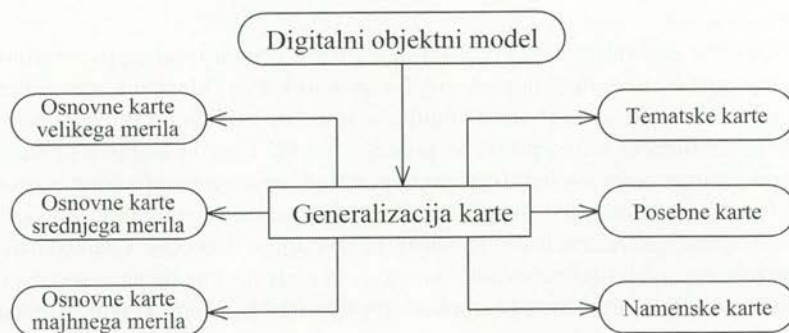 Digitalni objektni model
Osnovne karte
velikega merila
Tematske karte
Osnovne karte
srednjega merila
Generalizacija karte
Posebne karte
Osnovne karte
majhnega merila
Namenske karte